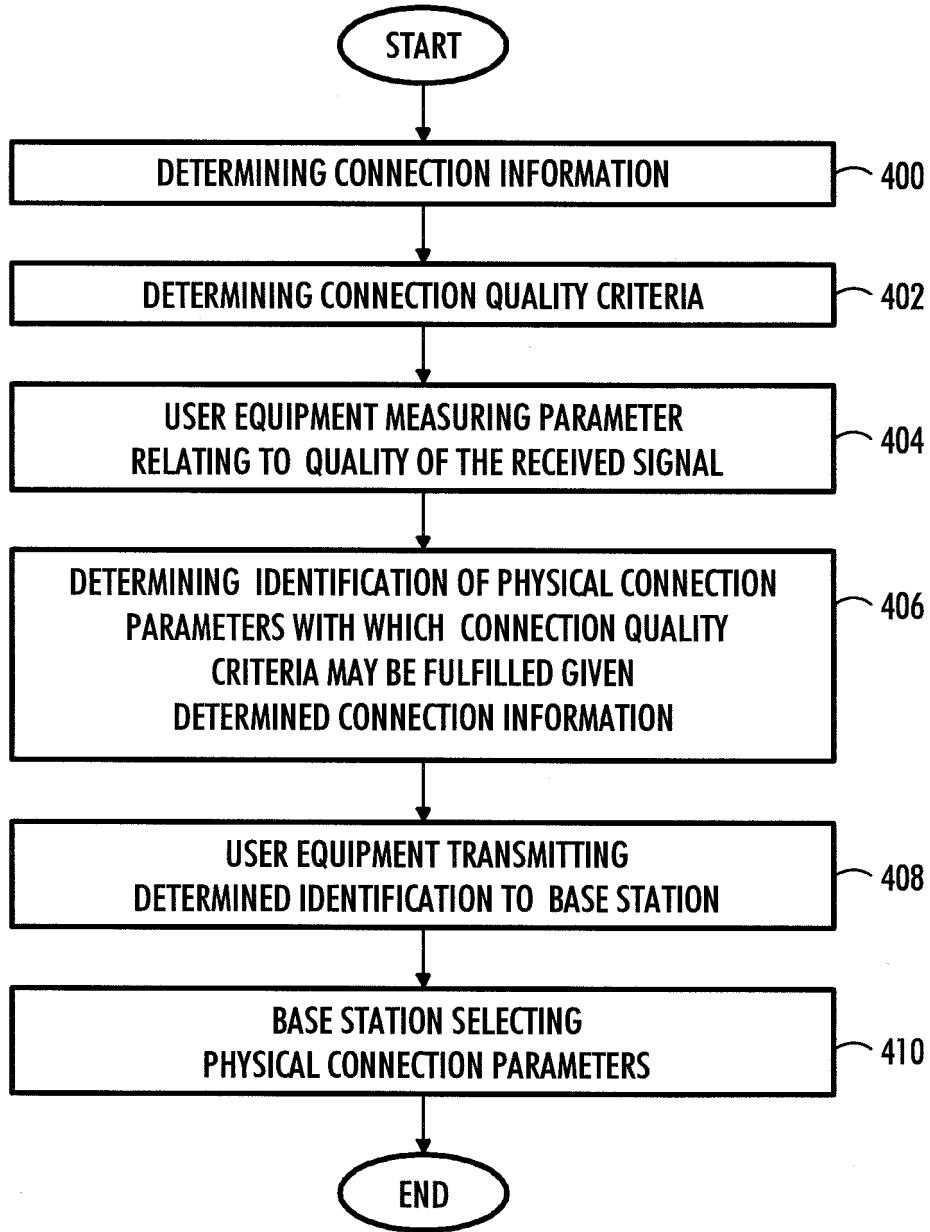 START
DETERMINING CONNECTION INFORMATION
400
DETERMINING CONNECTION QUALITY CRITERIA
402
USER EQUIPMENT MEASURING PARAMETER
RELATING TO QUALITY OF THE RECEIVED SIGNAL
404
DETERMINING IDENTIFICATION OF PHYSICAL CONNECTION
PARAMETERS WITH WHICH CONNECTION QUALITY
CRITERIA MAY BE FULFILLED GIVEN
DETERMINED CONNECTION INFORMATION
406
USER EQUIPMENT TRANSMITTING
DETERMINED IDENTIFICATION TO BASE STATION
408
BASE STATION SELECTING
PHYSICAL CONNECTION PARAMETERS
410
END